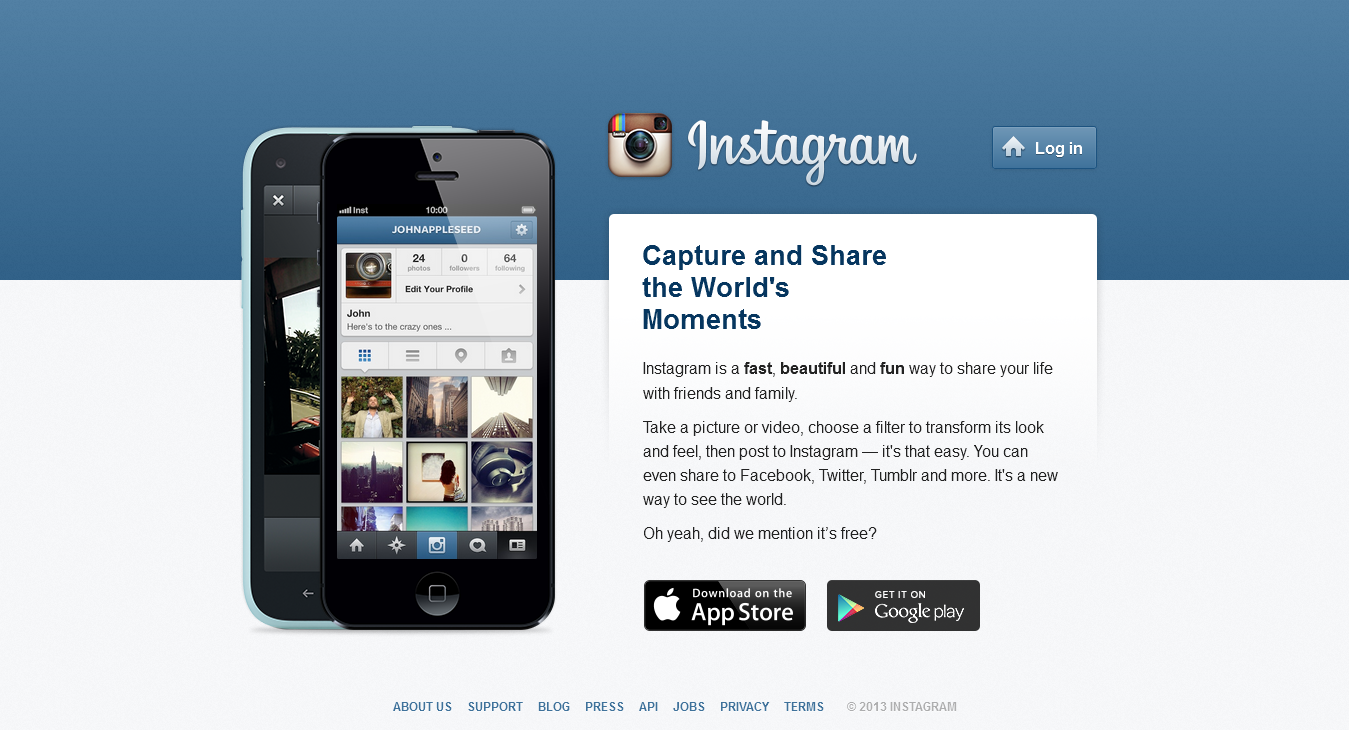 Instagram
Log in
Inst 10:00
JOHNAPPLESEED
24 0 64
photos followers following
Edit Your Profile
John
Here's to the crazy ones ...
Capture and Share
the World's
Moments
Instagram is a fast, beautiful and fun way to share your life
with friends and family.
Take a picture or video, choose a filter to transform its look
and feel, then post to Instagram — it's that easy. You can
even share to Facebook, Twitter, Tumblr and more. It's a new
way to see the world.
Oh yeah, did we mention it’s free?
Download on the
App Store
GET IT ON
Google play
ABOUT US SUPPORT BLOG PRESS API JOBS PRIVACY TERMS © 2013 INSTAGRAM